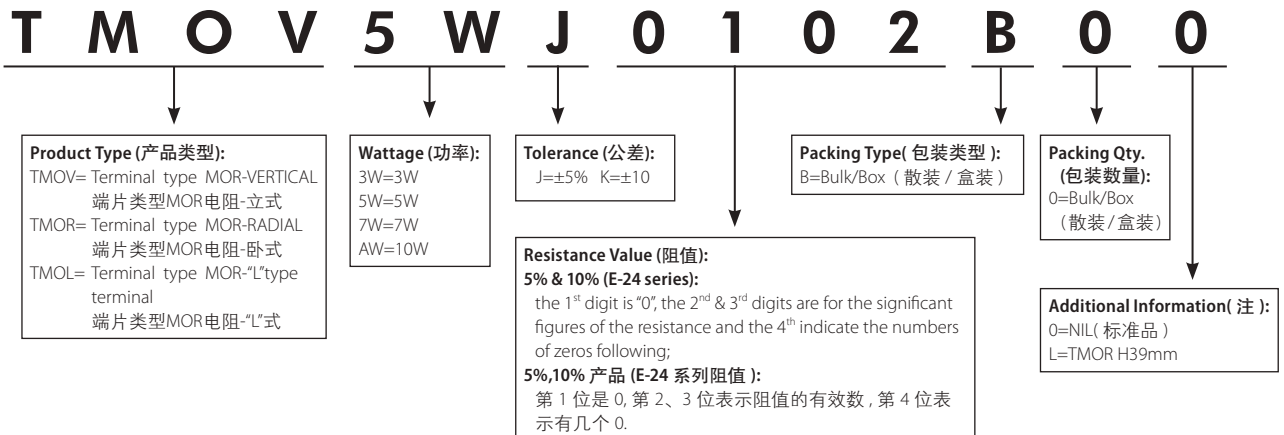 T M O V 5 W J 0 1 0 2 B 0 0
Product Type (产品类型):
TMOV= Terminal type MOR-VERTICAL
端片类型MOR电阻-立式
TMOR= Terminal type MOR-RADIAL
端片类型MOR电阻-卧式
TMOL= Terminal type MOR-“L”type
terminal
端片类型MOR电阻-“L”式
Wattage (功率):
3W=3W
5W=5W
7W=7W
AW=10W
Tolerance (公差):
J=±5% K=±10
Resistance Value (阻值):
5% & 10% (E-24 series):
the 1st digit is “0”, the 2nd & 3rd digits are for the significant
figures of the resistance and the 4th indicate the numbers
of zeros following;
5%,10% 产品 (E-24 系列阻值 ):
第 1 位是 0, 第 2、3 位表示阻值的有效数 , 第 4 位表
示有几个 0.
Packing Type( 包装类型 ):
B=Bulk/Box ( 散装 / 盒装 )
Packing Qty.
(包装数量):
0=Bulk/Box
（散装/盒装）
Additional Information( 注 ):
0=NIL( 标准品 )
L=TMOR H39mm